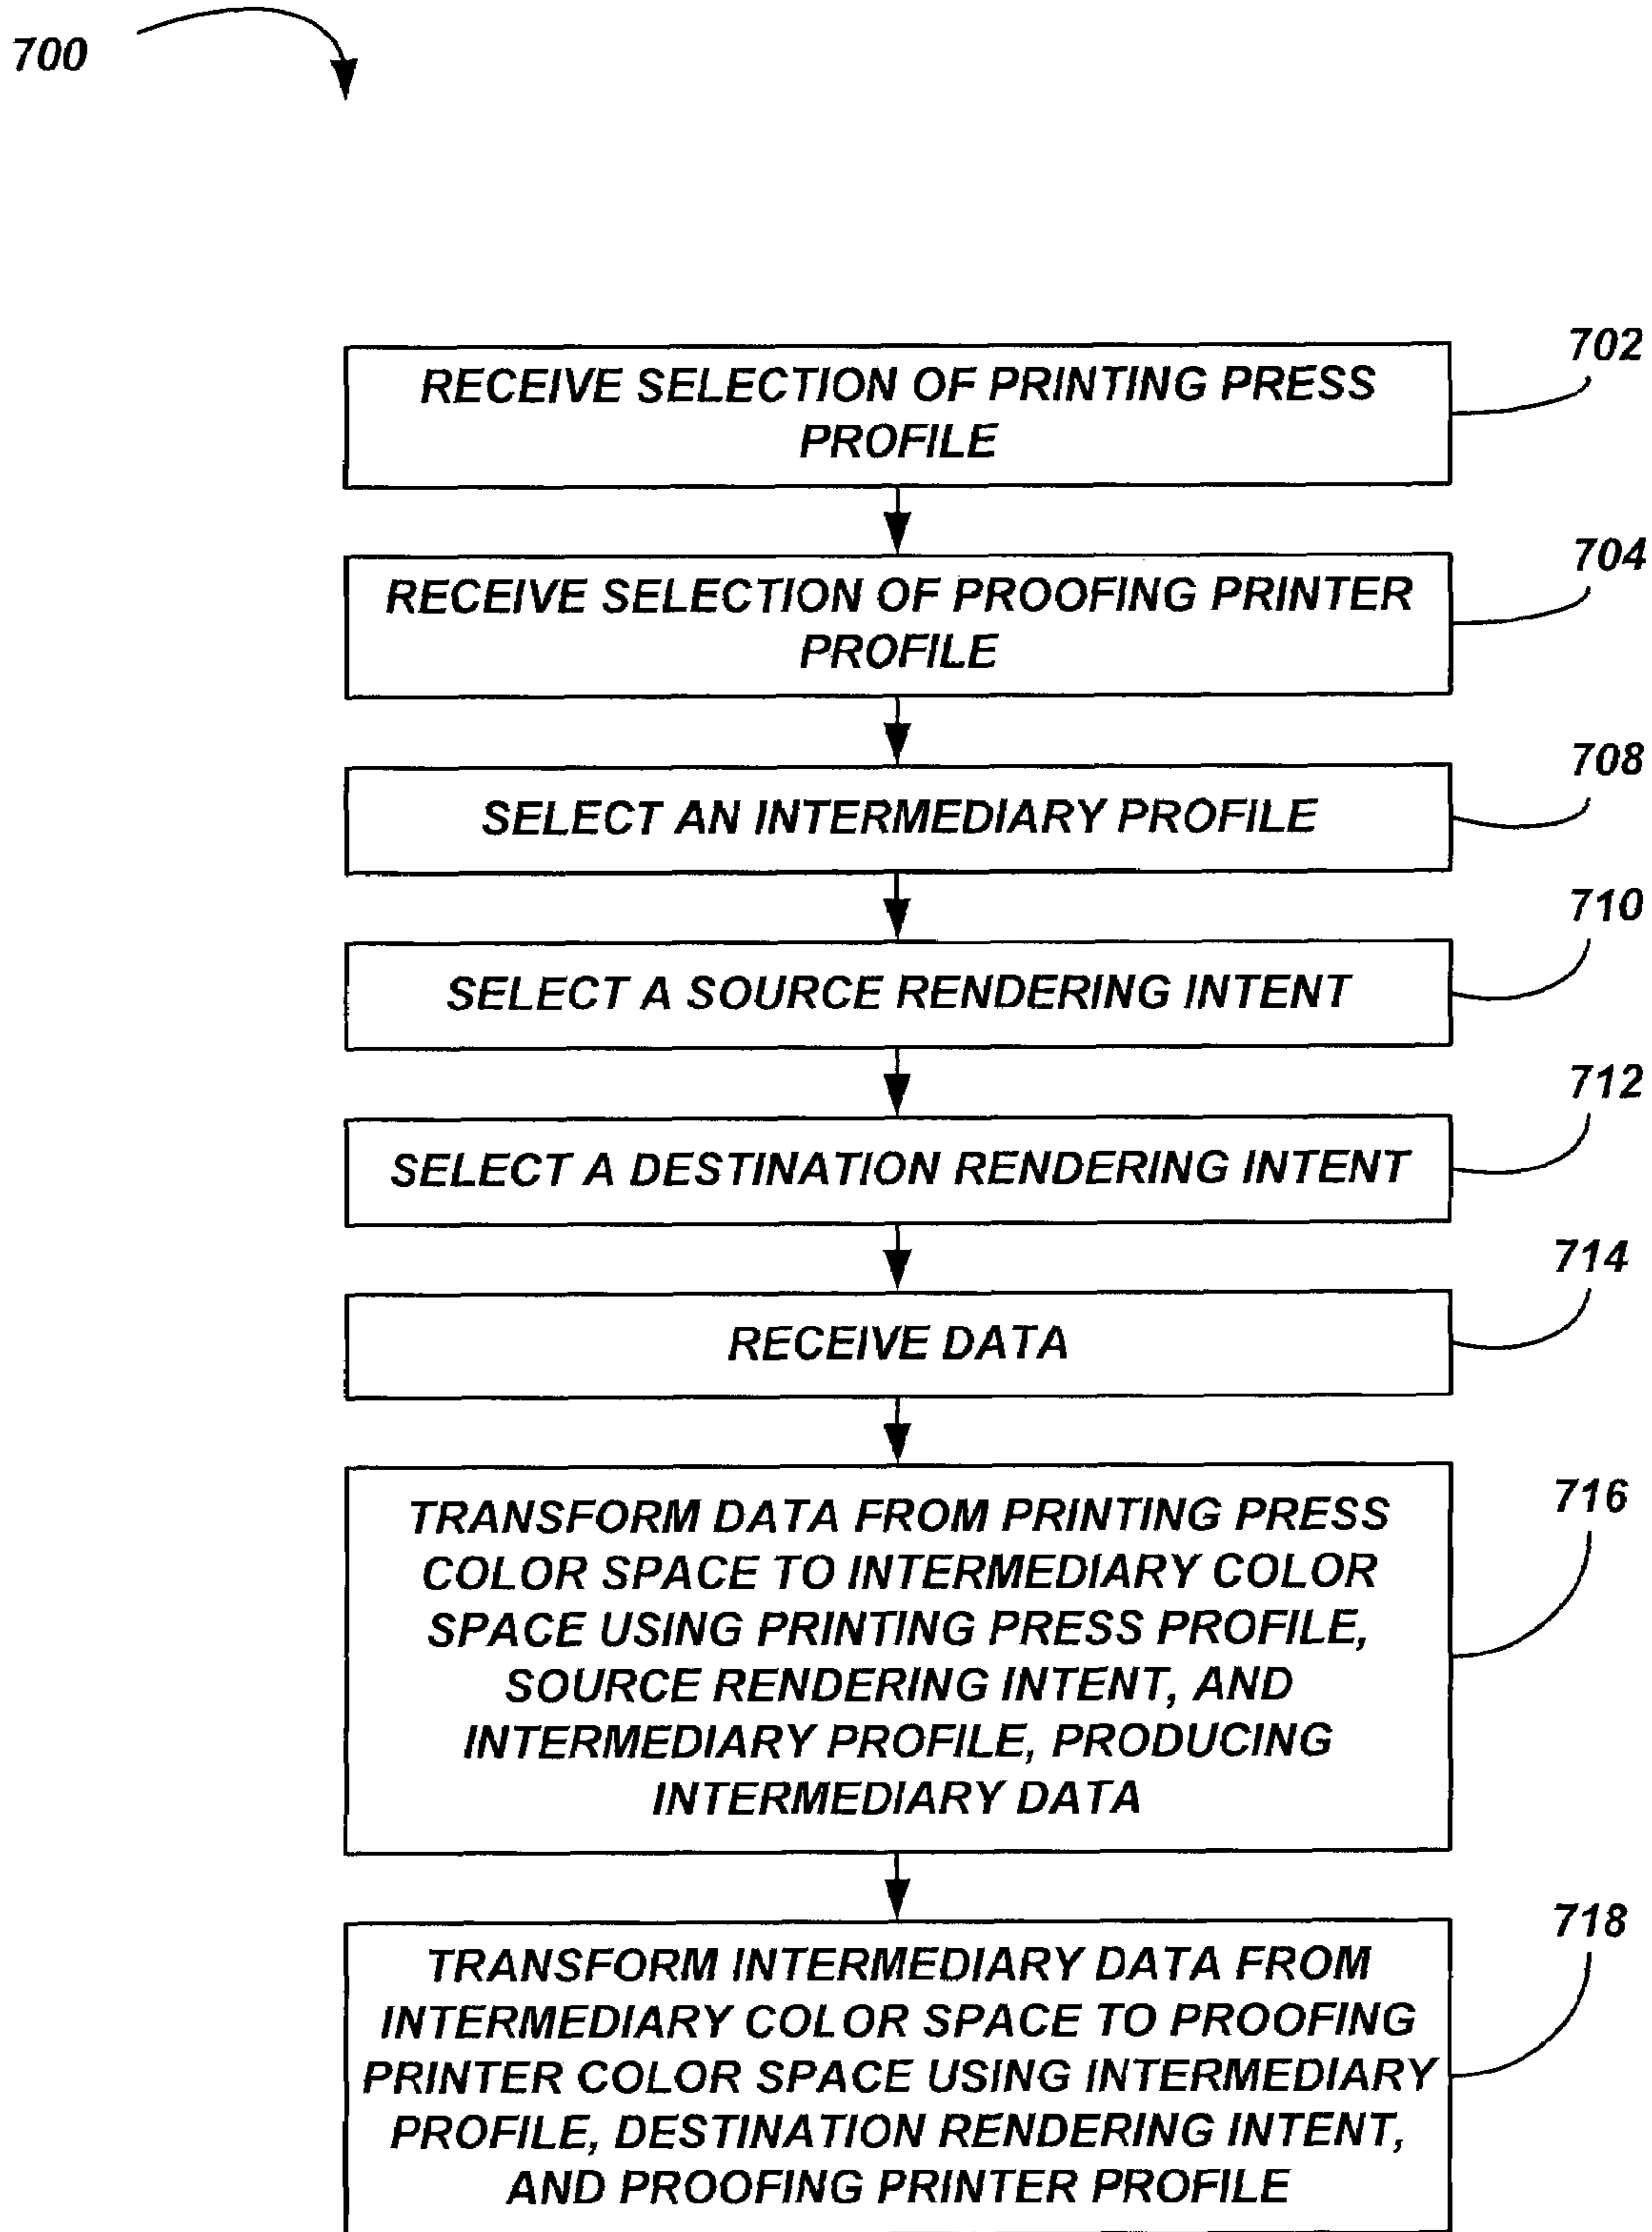 700
702
RECEIVE SELECTION OF PRINTING PRESS
PROFILE
704
RECEIVE SELECTION OF PROOFING PRINTER
PROFILE
708
SELECT AN INTERMEDIARY PROFILE
710
SELECT A SOURCE RENDERING INTENT
712
SELECT A DESTINATION RENDERING INTENT
714
RECEIVE DATA
716
TRANSFORM DATA FROM PRINTING PRESS
COLOR SPACE TO INTERMEDIARY COLOR
SPACE USING PRINTING PRESS PROFILE,
SOURCE RENDERING INTENT, AND
INTERMEDIARY PROFILE, PRODUCING
INTERMEDIARY DATA
718
TRANSFORM INTERMEDIARY DATA FROM
INTERMEDIARY COLOR SPACE TO PROOFING
PRINTER COLOR SPACE USING INTERMEDIARY
PROFILE, DESTINATION RENDERING INTENT,
AND PROOFING PRINTER PROFILE